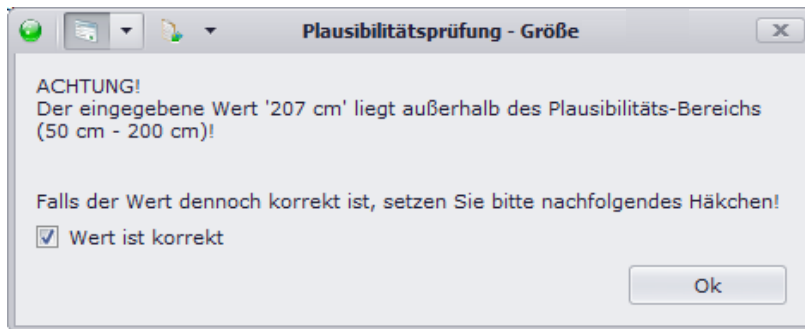 Plausibilitätsprüfung - Größe
ACHTUNG!
Der eingegebene Wert '207 cm' liegt außerhalb des Plausibilitäts-Bereichs
(50 cm - 200 cm)!
Falls der Wert dennoch korrekt ist, setzen Sie bitte nachfolgendes Häkchen!
Wert ist korrekt
Ok